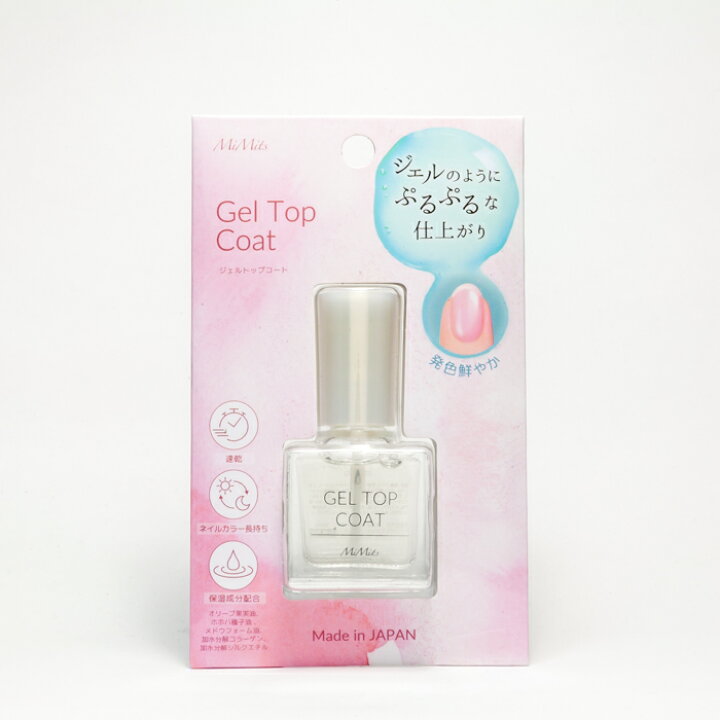 MiMits
Gel Top
Coat
ジェルトップコート
ジェルのように
ぷるぷるな
仕上がり
発色鮮やか
速乾
ネイルカラー長持ち
保湿成分配合
オリーブ果実油、
ホホバ種子油、
メドウフォーム油、
加水分解コラーゲン、
加水分解シルクエチル
GEL TOP
COAT
MiMits
Made in JAPAN